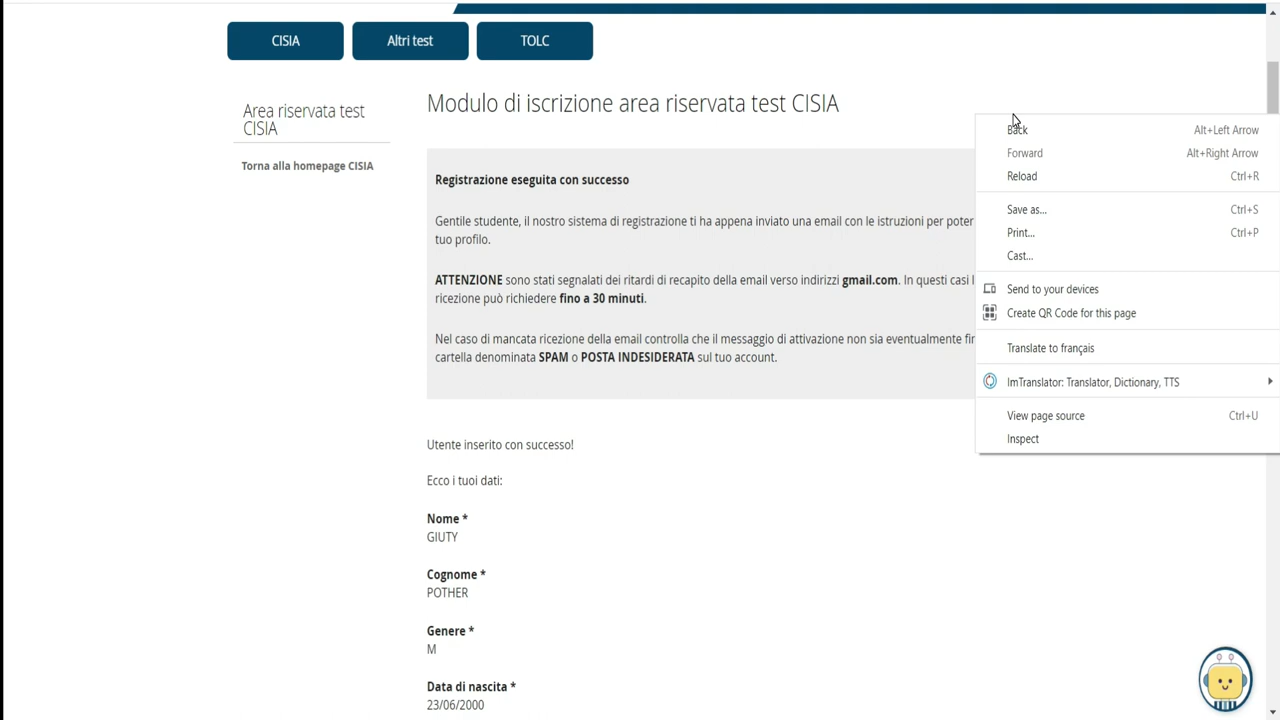 CISIA
Altri test
TOLC
Area riservata test
CISIA
Torna alla homepage CISIA
Modulo di iscrizione area riservata test CISIA
Registrazione eseguita con successo
Gentile studente, il nostro sistema di registrazione ti ha appena inviato una email con le istruzioni per poter
tuo profilo.
ATTENZIONE sono stati segnalati dei ritardi di recapito della email verso indirizzi gmail.com. In questi casi l
ricezione può richiedere fino a 30 minuti.
Nel caso di mancata ricezione della email controlla che il messaggio di attivazione non sia eventualmente
cartella denominata SPAM o POSTA INDESIDERATA sul tuo account.
Utente inserito con successo!
Ecco i tuoi dati:
Nome *
GIUTY
Cognome *
POTHER
Genere *
M
Data di nascita *
23/06/2000
Back Alt+Left Arrow
Forward Alt+Right Arrow
Reload Ctrl+R
Save as... Ctrl+S
Print... Ctrl+P
Cast...
Send to your devices
Create QR Code for this page
Translate to français
ImTranslator: Translator, Dictionary, TTS
View page source Ctrl+U
Inspect